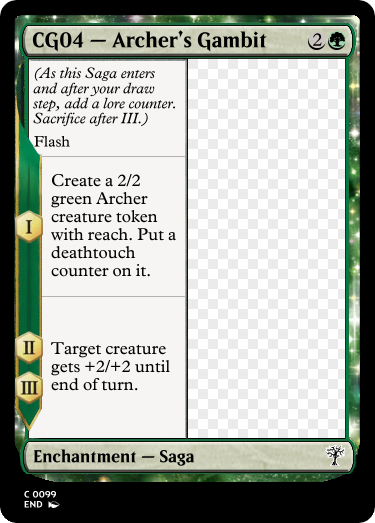 CG04 — Archer's Gambit 2
(As this Saga enters
and after your draw
step, add a lore counter.
Sacrifice after III.)
Flash
I
Create a 2/2
green Archer
creature token
with reach. Put a
deathtouch
counter on it.
II
III
Target creature
gets +2/+2 until
end of turn.
Enchantment — Saga
C 0099
END